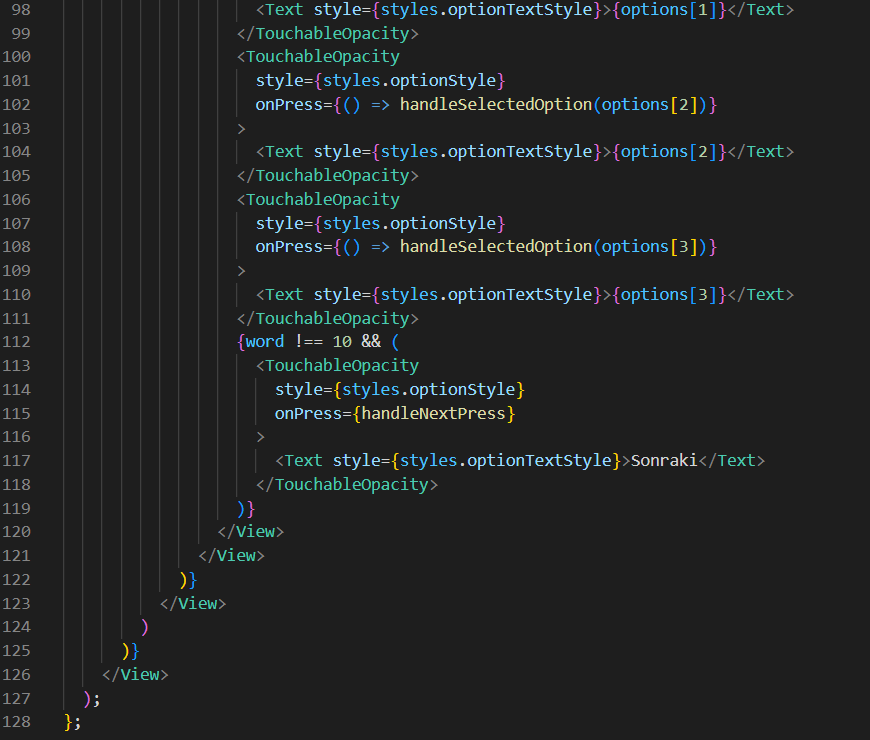 98 <Text style={styles.optionTextStyle}>{options[1]}</Text>
99 </TouchableOpacity>
100 <TouchableOpacity
101 style={styles.optionStyle}
102 onPress={() => handleSelectedOption(options[2])}
103 >
104 <Text style={styles.optionTextStyle}>{options[2]}</Text>
105 </TouchableOpacity>
106 <TouchableOpacity
107 style={styles.optionStyle}
108 onPress={() => handleSelectedOption(options[3])}
109 >
110 <Text style={styles.optionTextStyle}>{options[3]}</Text>
111 </TouchableOpacity>
112 {word !== 10 && (
113 <TouchableOpacity
114 style={styles.optionStyle}
115 onPress={handleNextPress}
116 >
117 <Text style={styles.optionTextStyle}>Sonraki</Text>
118 </TouchableOpacity>
119 )}
120 </View>
121 </View>
122 )}
123 </View>
124 )
125 )}
126 </View>
127 );
128 };